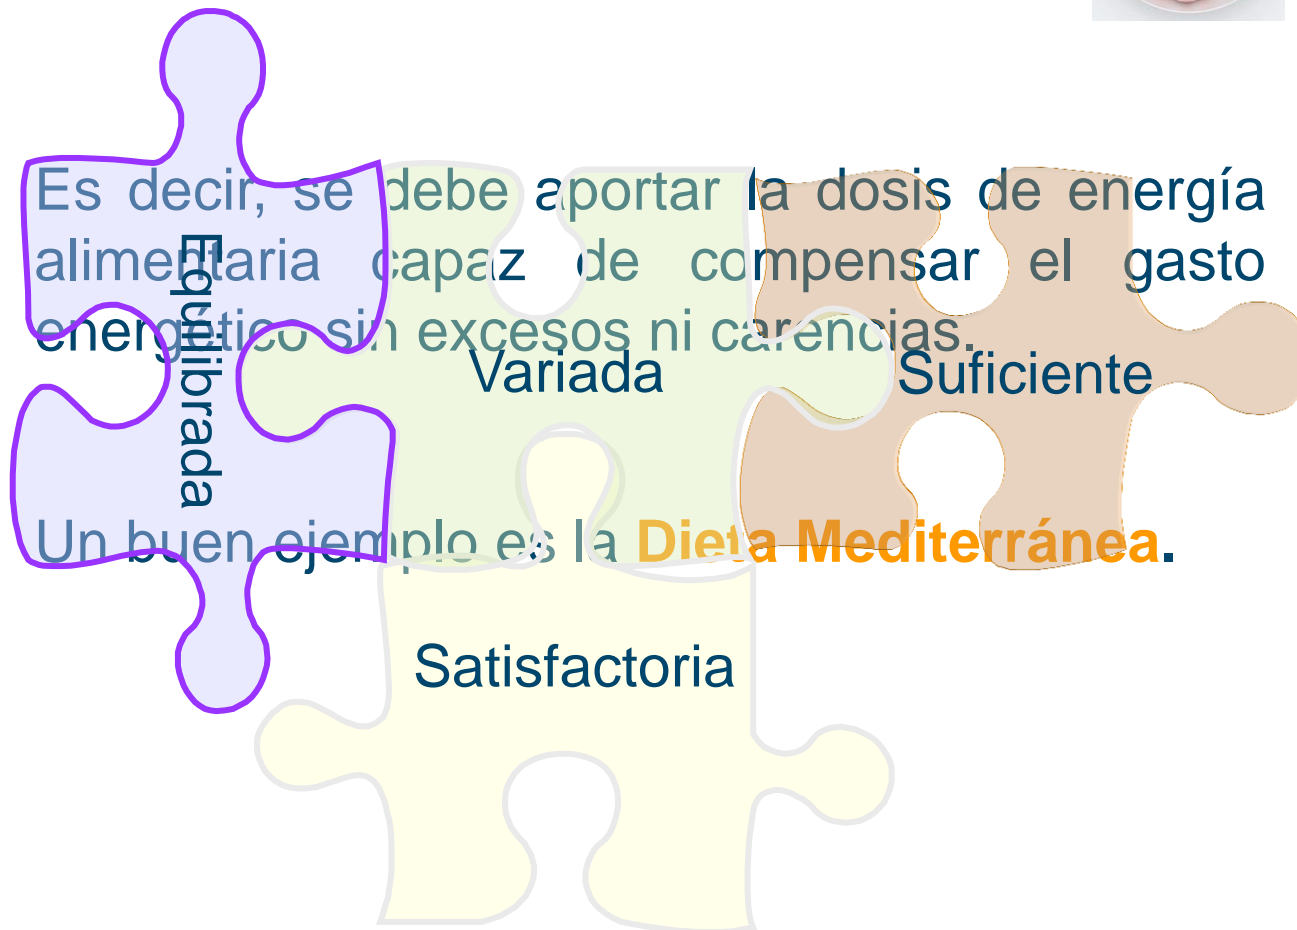 Es decir, se debe aportar la dosis de energía
alimentaria capaz de compensar el gasto
energético sin excesos ni carencias.
Equilibrada
Variada
Suficiente
Un buen ejemplo es la Dieta Mediterránea.
Satisfactoria